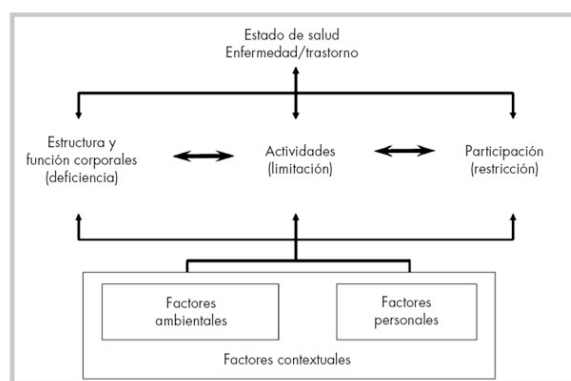 Estado de salud
Enfermedad/trastorno
Estructura y
función corporales
(deficiencia)
Actividades
(limitación)
Participación
(restricción)
Factores
ambientales
Factores
personales
Factores contextuales